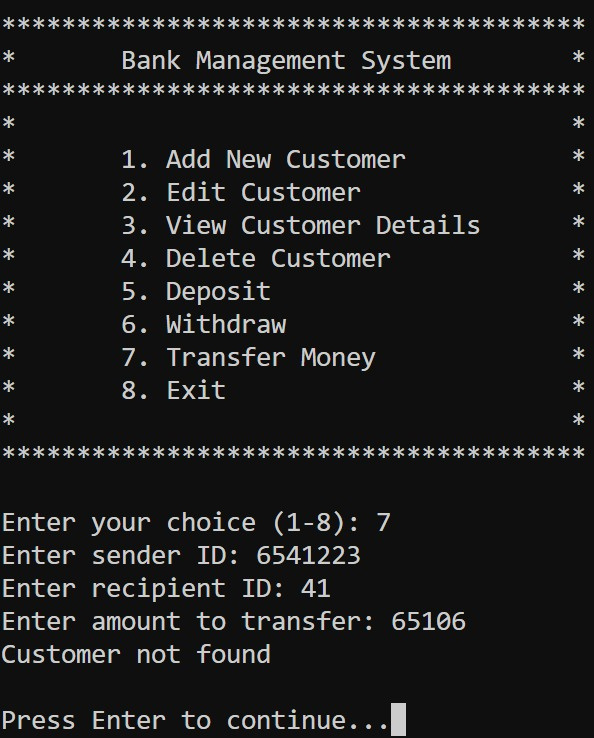 ***************************************
*       Bank Management System        *
***************************************
*                                     *
*       1. Add New Customer           *
*       2. Edit Customer              *
*       3. View Customer Details      *
*       4. Delete Customer            *
*       5. Deposit                    *
*       6. Withdraw                   *
*       7. Transfer Money             *
*       8. Exit                       *
*                                     *
***************************************
Enter your choice (1-8): 7
Enter sender ID: 6541223
Enter recipient ID: 41
Enter amount to transfer: 65106
Customer not found
Press Enter to continue...